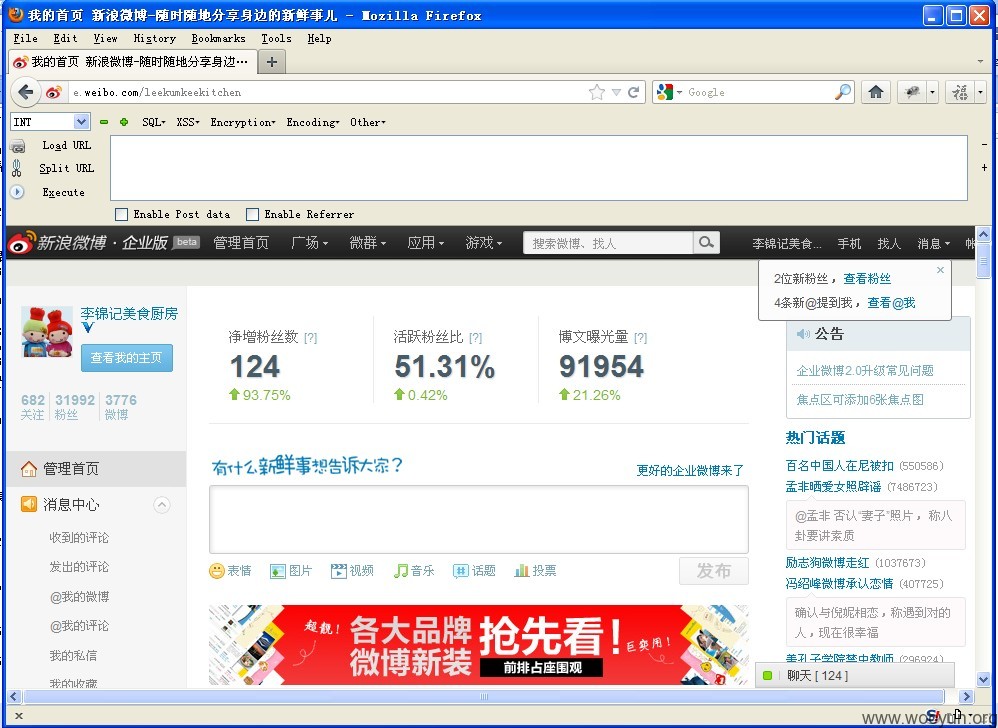 我的首页 新浪微博-随时随地分享身边的新鲜事儿 - Mozilla Firefox
File Edit View History Bookmarks Tools Help
我的首页 新浪微博-随时随地分享身边…
e.weibo.com/leekumkeekitchen
Google
福
INT
SQL XSS Encryption Encoding Other
Load URL
Split URL
Execute
Enable Post data Enable Referrer
新浪微博·企业版 beta 管理首页 广场 微群 应用 游戏 搜索微博、找人 李锦记美食... 手机 找人 消息 帐
2位新粉丝，查看粉丝
4条新@提到我，查看@我
李锦记美食厨房
查看我的主页
682 31992 3776
关注 粉丝 微博
净增粉丝数 [?] 活跃粉丝比 [?] 博文曝光量 [?]
124 51.31% 91954
93.75% 0.42% 21.26%
公告
企业微博2.0升级常见问题
焦点区可添加6张焦点图
管理首页
消息中心
收到的评论
发出的评论
@我的微博
@我的评论
我的私信
我的收藏
有什么新鲜事想告诉大家?
更好的企业微博来了
表情 图片 视频 音乐 话题 投票 发布
超靓!
各大品牌
微博新装
抢先看!
前排占座围观
巨实用!
热门话题
百名中国人在尼被扣 (550586)
孟非晒爱女照辟谣 (7486723)
@孟非 否认“妻子”照片，称八
卦要讲素质
励志狗微博走红 (1037673)
冯绍峰微博承认恋情 (407725)
确认与倪妮相恋，称遇到对的
人，现在很幸福
美孔子学院禁中教师 (296924)
聊天 [ 124 ]
www.wooyun.org